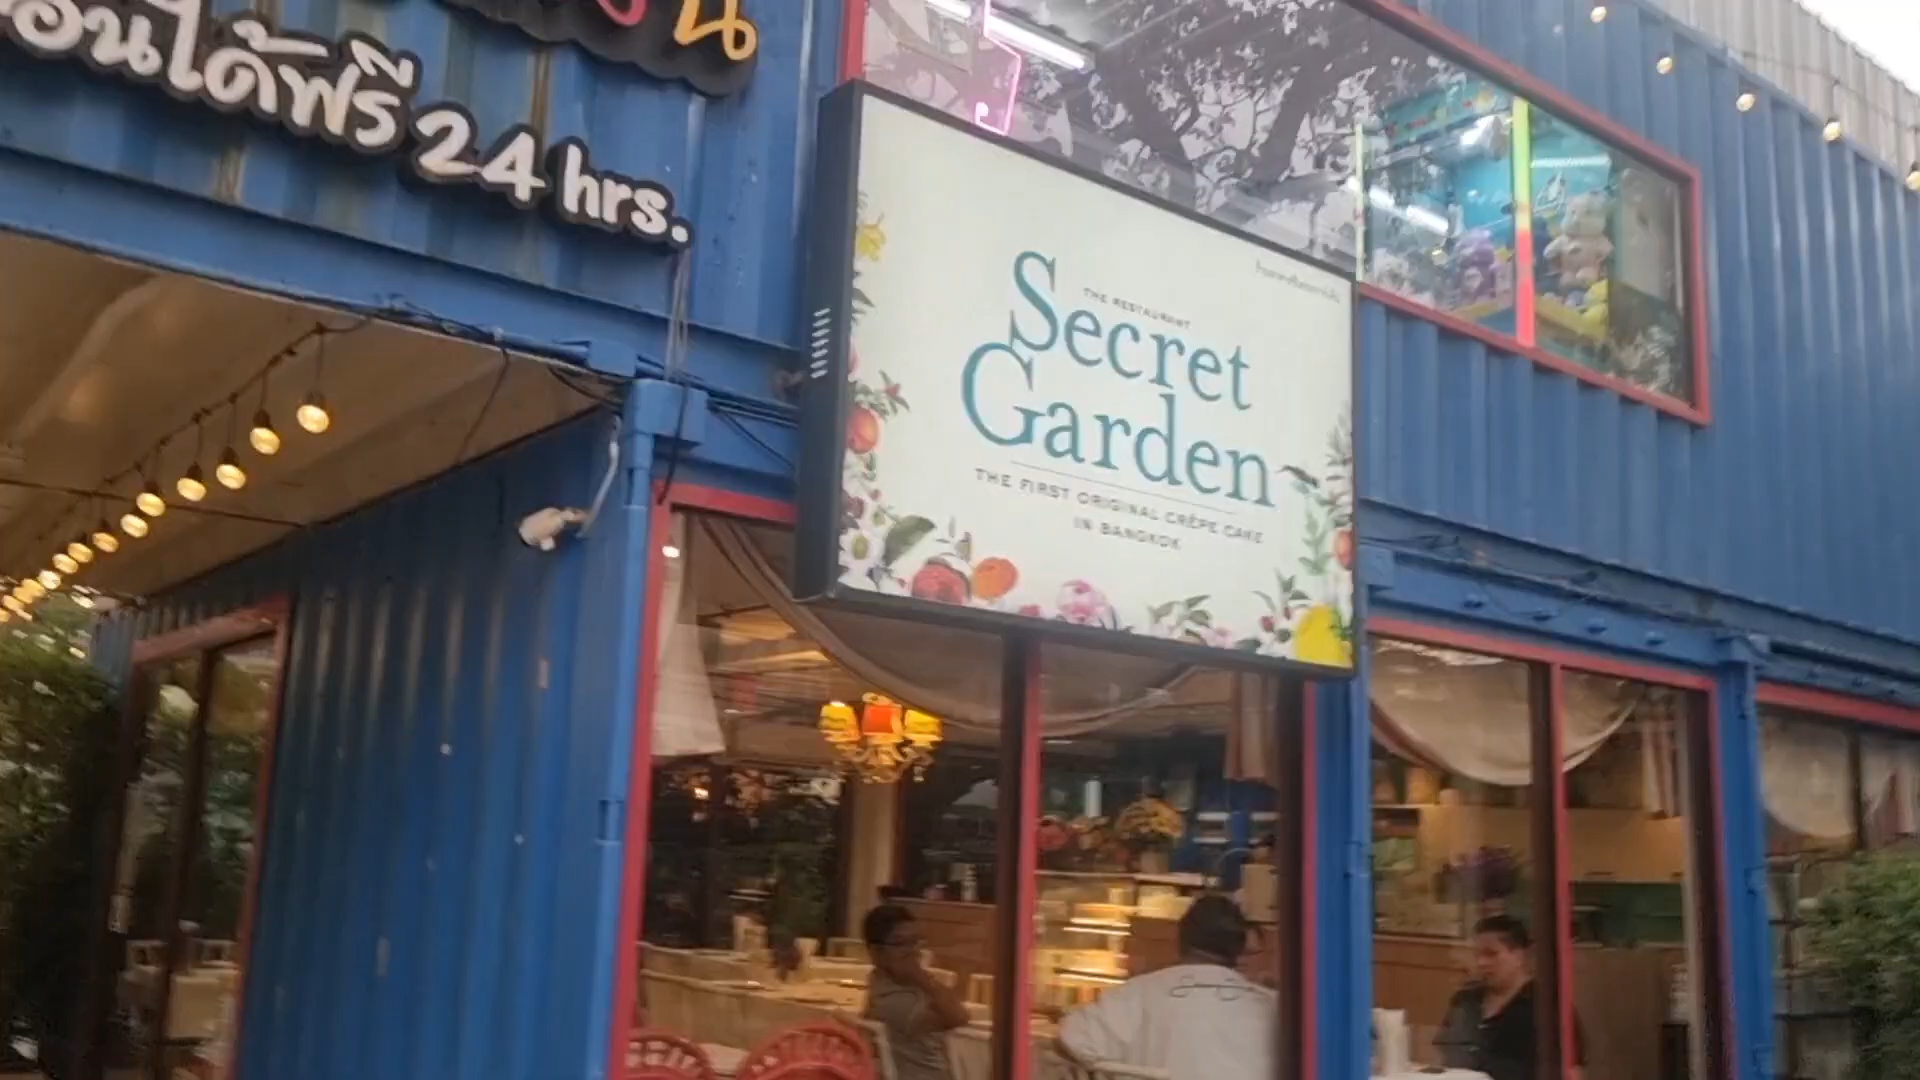 อนได้ฟรี 24 hrs.
THE RESTAURANT
Secret
Garden
THE FIRST ORIGINAL CRÊPE CAKE
IN BANGKOK